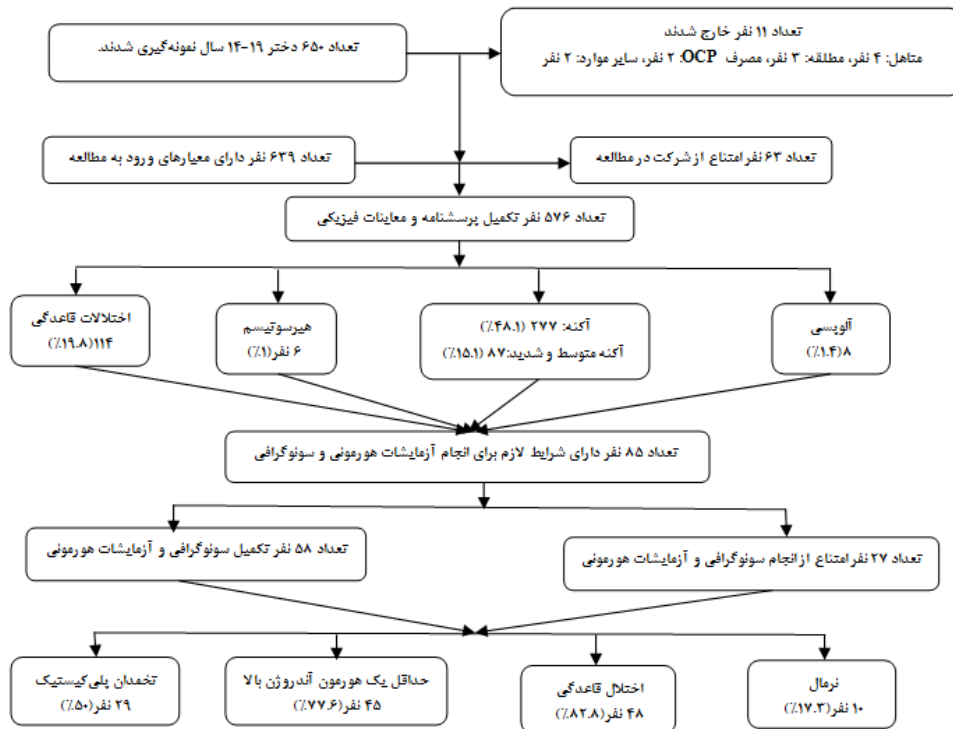 تعداد ۱۱ نفر خارج شدند
متاهل: ۴ نفر، مطلقه: ۳ نفر، مصرف OCP: ۲ نفر، سایر موارد: ۲ نفر
تعداد ۶۵۰ دختر ۱۹-۱۴ سال نمونه‌گیری شدند.
تعداد ۶۳ نفر امتناع از شرکت در مطالعه
تعداد ۶۳۹ نفر دارای معیارهای ورود به مطالعه
تعداد ۵۷۶ نفر تکمیل پرسشنامه و معاینات فیزیکی
آلوپسی
۸(۱.۴٪)
آکنه: ۲۷۷ (۴۸.۱٪)
آکنه متوسط و شدید: ۸۷ (۱۵.۱٪)
هیرسوتیسم
۶ نفر(۱٪)
اختلالات قاعدگی
۱۱۴(۱۹.۸٪)
تعداد ۸۵ نفر دارای شرایط لازم برای انجام آزمایشات هورمونی و سونوگرافی
تعداد ۲۷ نفر امتناع از انجام سونوگرافی و آزمایشات هورمونی
تعداد ۵۸ نفر تکمیل سونوگرافی و آزمایشات هورمونی
نرمال
۱۰ نفر(۱۷.۳٪)
اختلال قاعدگی
۴۸ نفر(۸۲.۸٪)
حداقل یک هورمون آندروژن بالا
۴۵ نفر(۷۷.۶٪)
تخمدان پلی‌کیستیک
۲۹ نفر(۵۰٪)